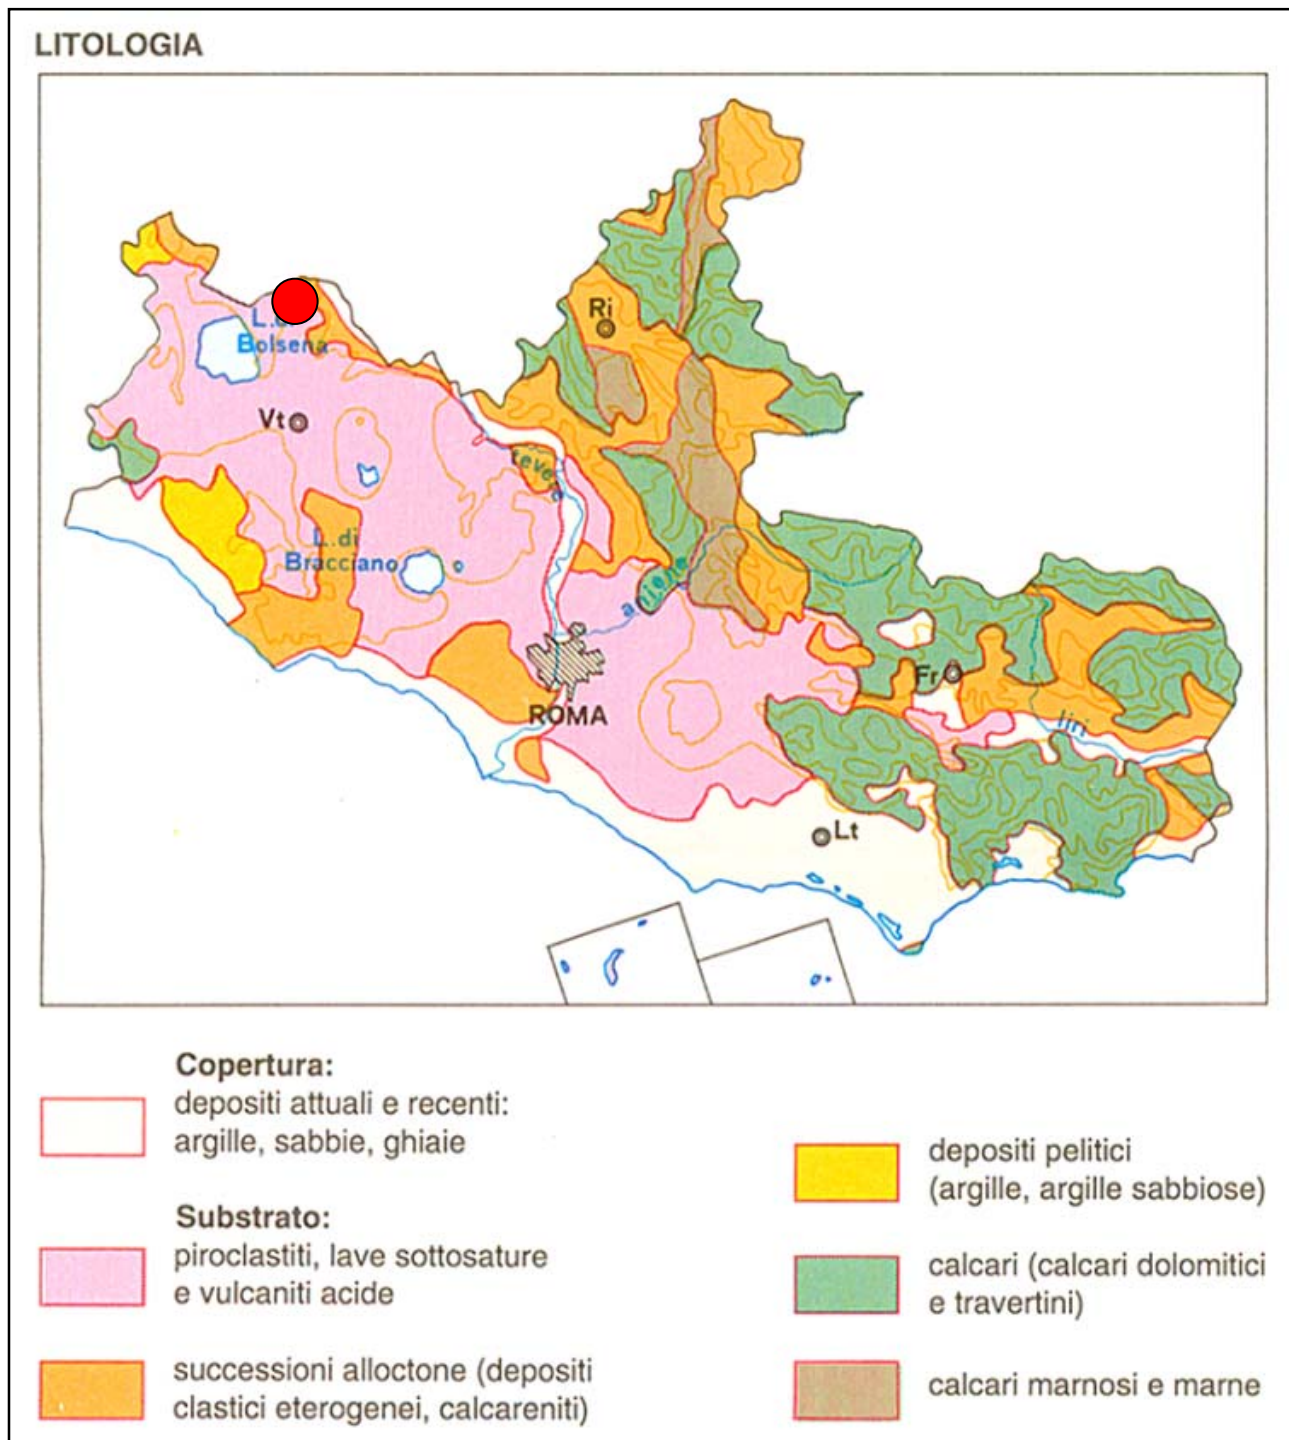 LITOLOGIA
Ri
L.di
Bolsena
Vt
tevere
L.di
Bracciano
aniene
Fr
ROMA
liri
Lt
Copertura:
depositi attuali e recenti:
argille, sabbie, ghiaie
Substrato:
piroclastiti, lave sottosature
e vulcaniti acide
successioni alloctone (depositi
clastici eterogenei, calcareniti)
depositi pelitici
(argille, argille sabbiose)
calcari (calcari dolomitici
e travertini)
calcari marnosi e marne